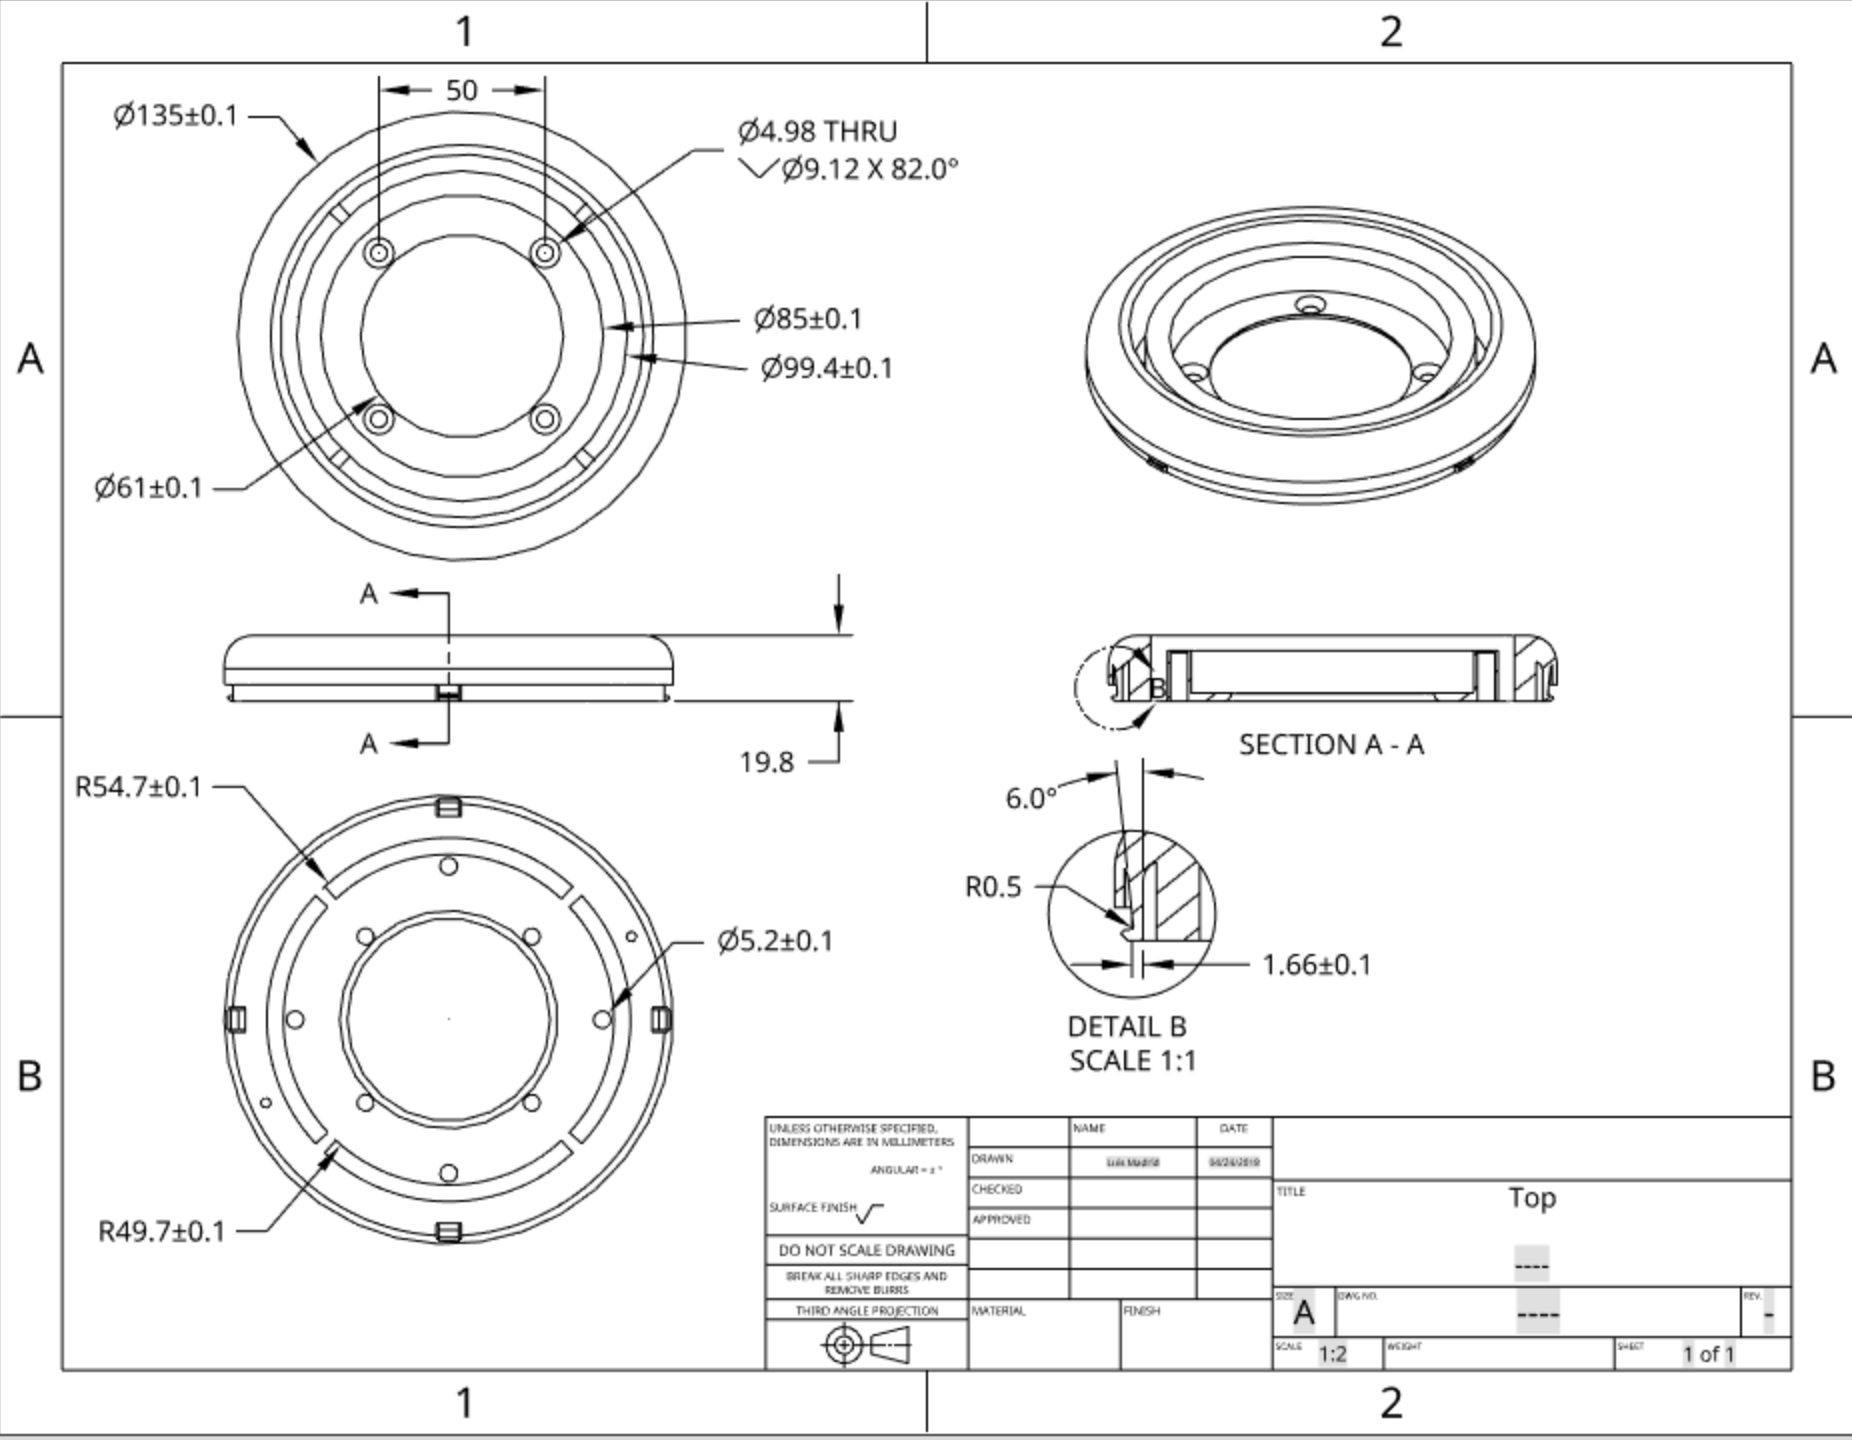 1
2
50
Ø135±0.1
Ø4.98 THRU
Ø9.12 X 82.0°
Ø85±0.1
Ø99.4±0.1
Ø61±0.1
A
A
A
A
19.8
B
SECTION A - A
R54.7±0.1
6.0°
R0.5
1.66±0.1
Ø5.2±0.1
DETAIL B
SCALE 1:1
B
B
R49.7±0.1
UNLESS OTHERWISE SPECIFIED,
DIMENSIONS ARE IN MILLIMETERS
ANGULAR = ± °
SURFACE FINISH
DO NOT SCALE DRAWING
BREAK ALL SHARP EDGES AND
REMOVE BURRS
THIRD ANGLE PROJECTION
NAME
DATE
DRAWN
Luis Madrid
04/24/2019
CHECKED
APPROVED
MATERIAL
FINISH
TITLE
Top
----
SIZE
A
DWG NO.
----
REV.
-
SCALE
1:2
WEIGHT
SHEET
1 of 1
1
2